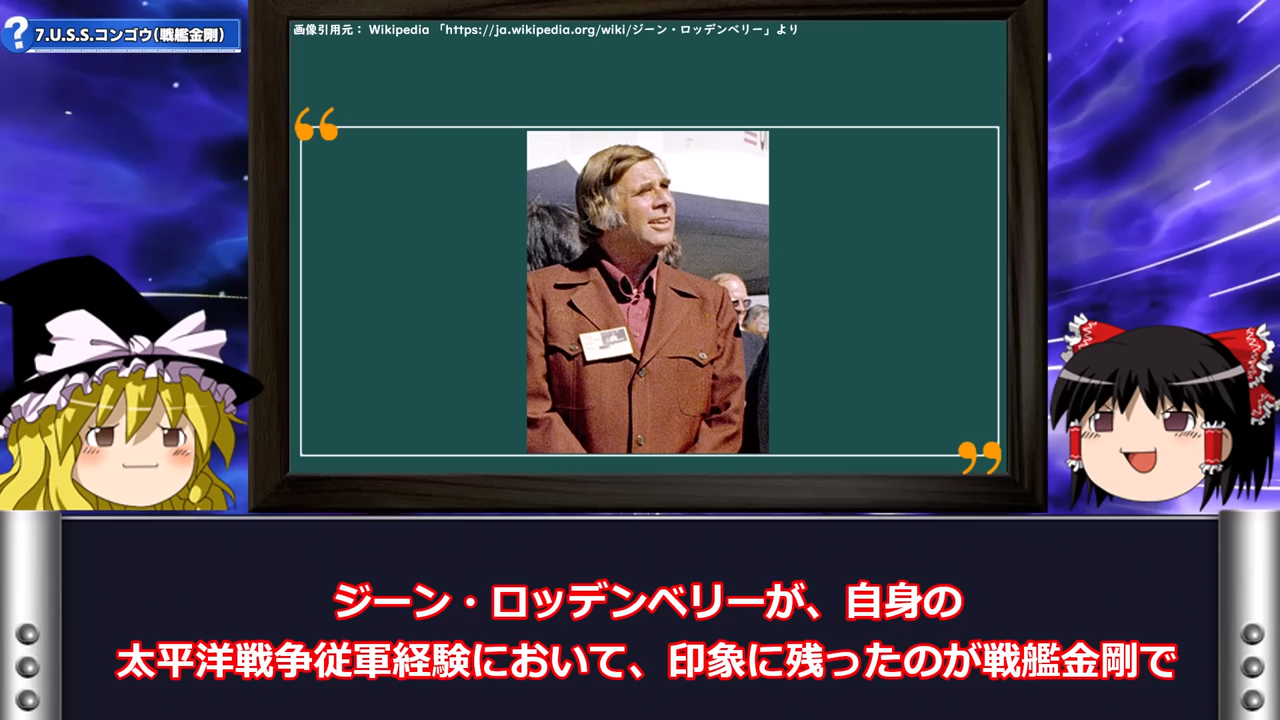 7.U.S.S.コンゴウ(戦艦金剛)
画像引用元： Wikipedia 「https://ja.wikipedia.org/wiki/ジーン・ロッデンベリー」より
ジーン・ロッデンベリーが、自身の
太平洋戦争従軍経験において、印象に残ったのが戦艦金剛で